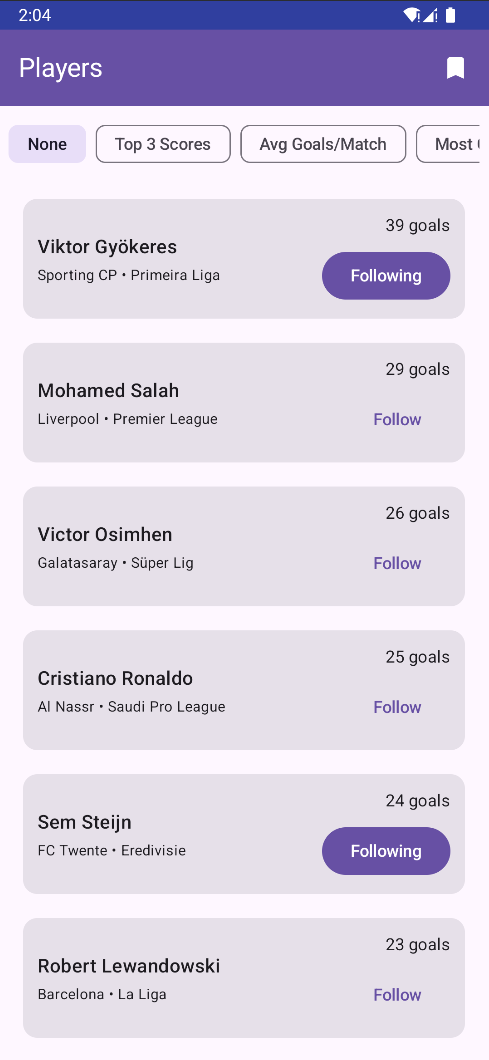 2:04
Players
None
Top 3 Scores
Avg Goals/Match
Most
39 goals
Viktor Gyökeres
Sporting CP • Primeira Liga
Following
29 goals
Mohamed Salah
Liverpool • Premier League
Follow
26 goals
Victor Osimhen
Galatasaray • Süper Lig
Follow
25 goals
Cristiano Ronaldo
Al Nassr • Saudi Pro League
Follow
24 goals
Sem Steijn
FC Twente • Eredivisie
Following
23 goals
Robert Lewandowski
Barcelona • La Liga
Follow